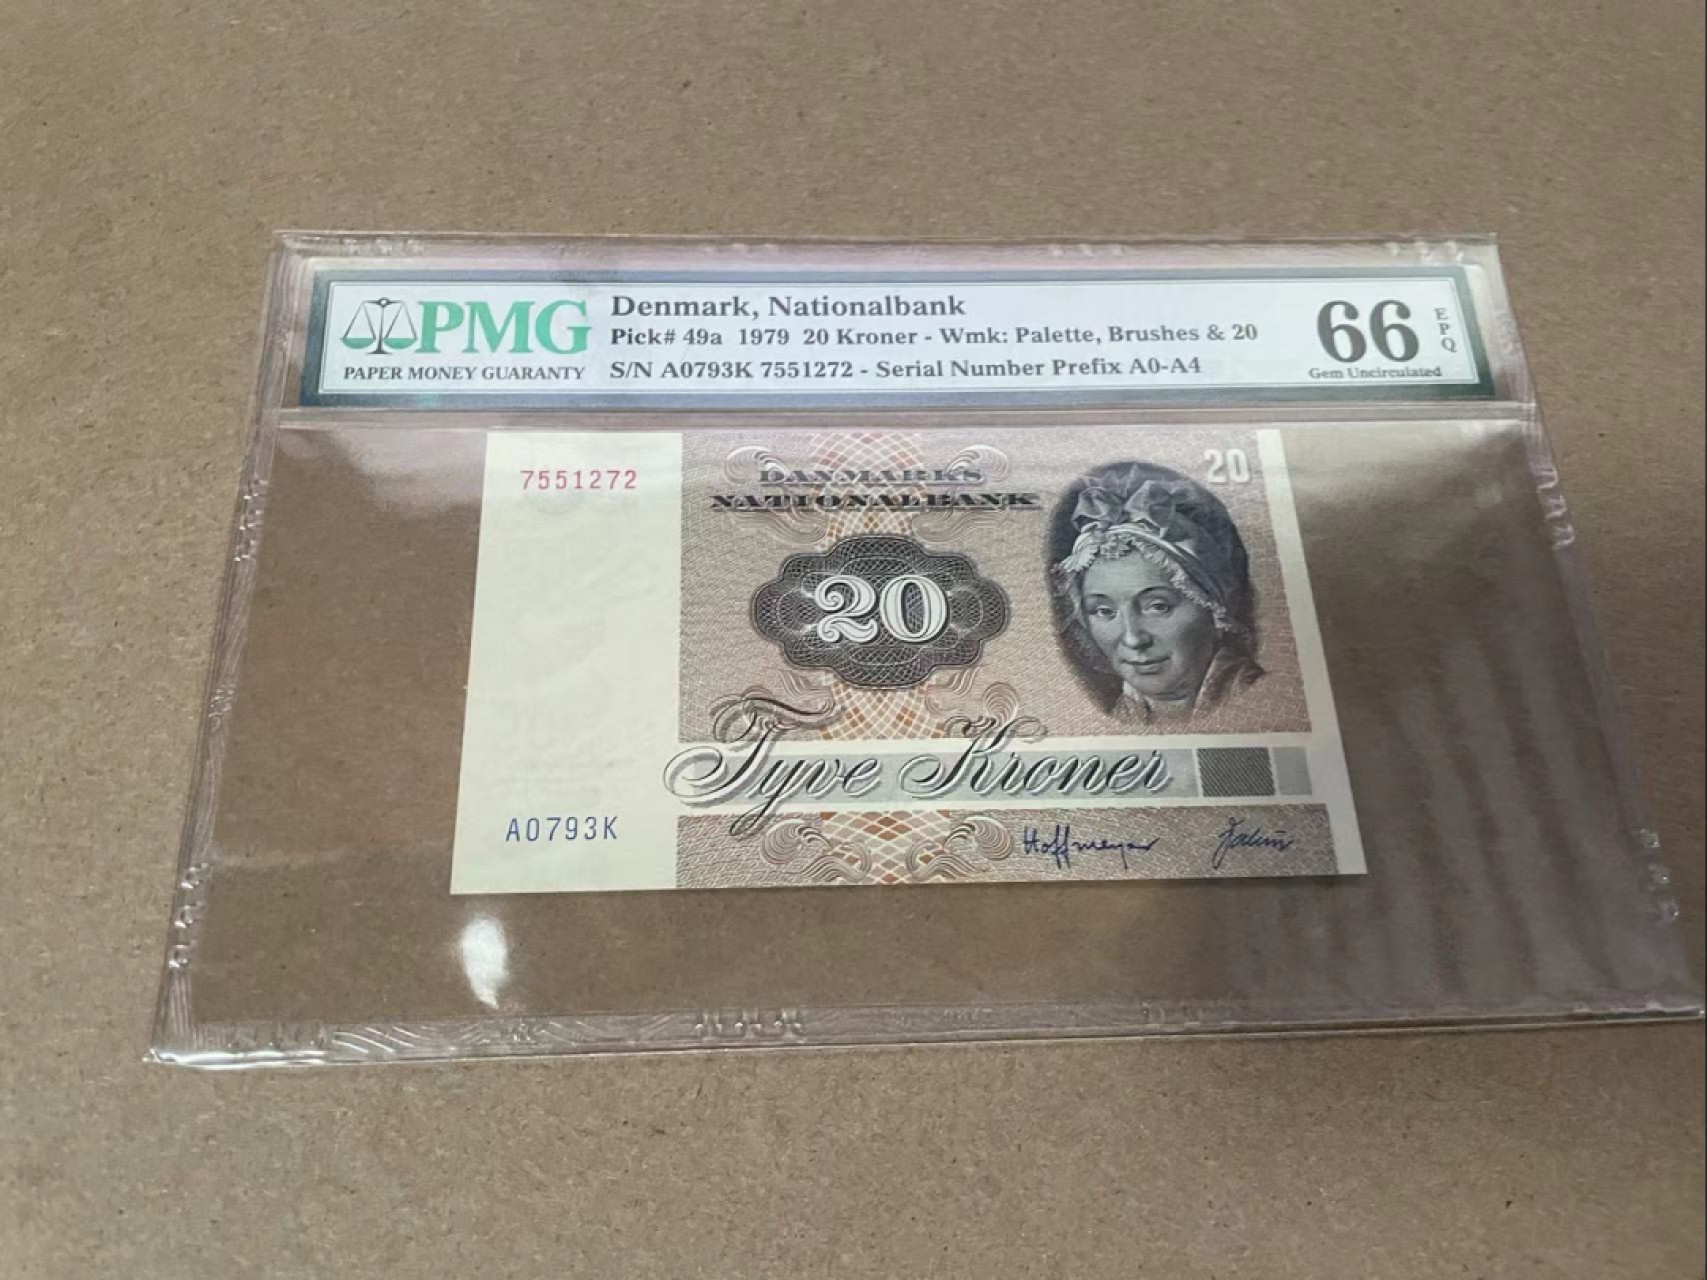 PMG
PAPER MONEY GUARANTY
Denmark, Nationalbank
Pick# 49a 1979 20 Kroner - Wmk: Palette, Brushes & 20
S/N A0793K 7551272 - Serial Number Prefix A0-A4
66
EPQ
Gem Uncirculated
7551272
DANMARKS
NATIONALBANK
20
20
Tyve Kroner
A0793K
Hoffmeyer